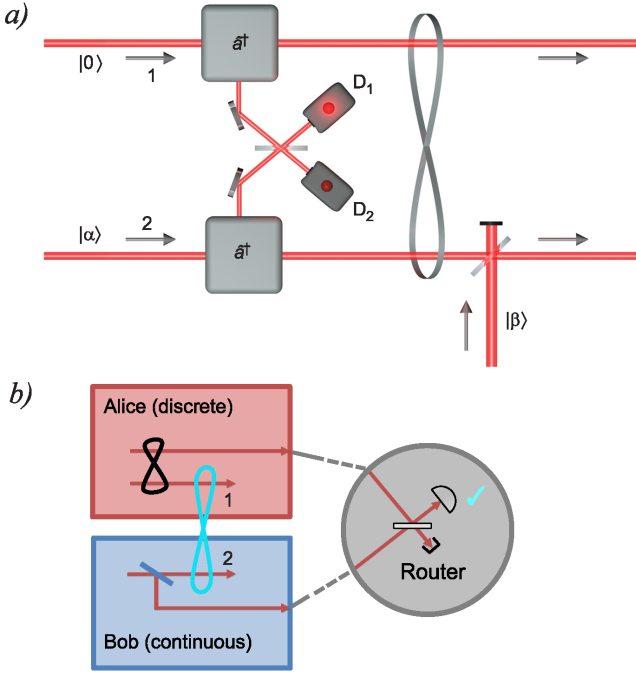 a)
â†
|0⟩
1
D₁
D₂
|α⟩
2
â†
|β⟩
b)
Alice (discrete)
1
2
Router
Bob (continuous)